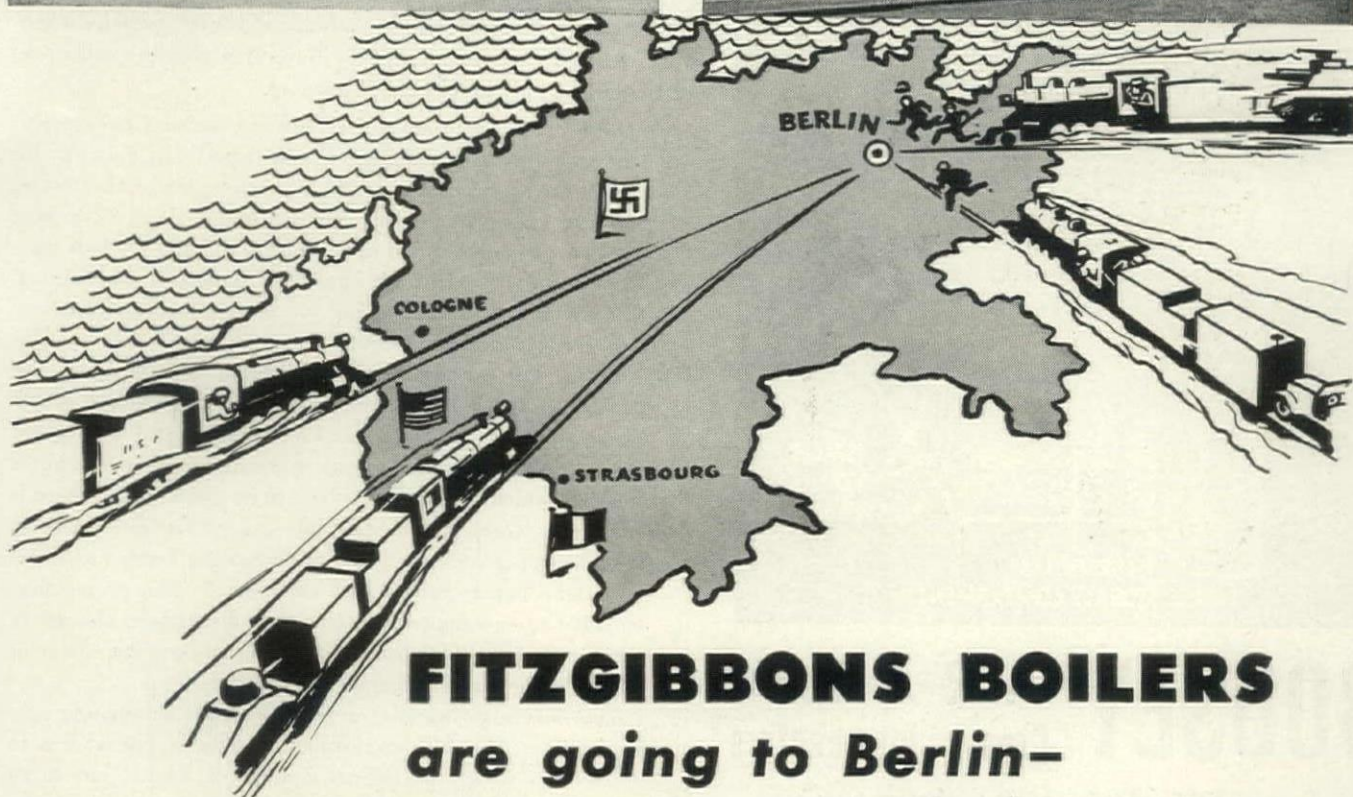 BERLIN
COLOGNE
STRASBOURG
FITZGIBBONS BOILERS
are going to Berlin—